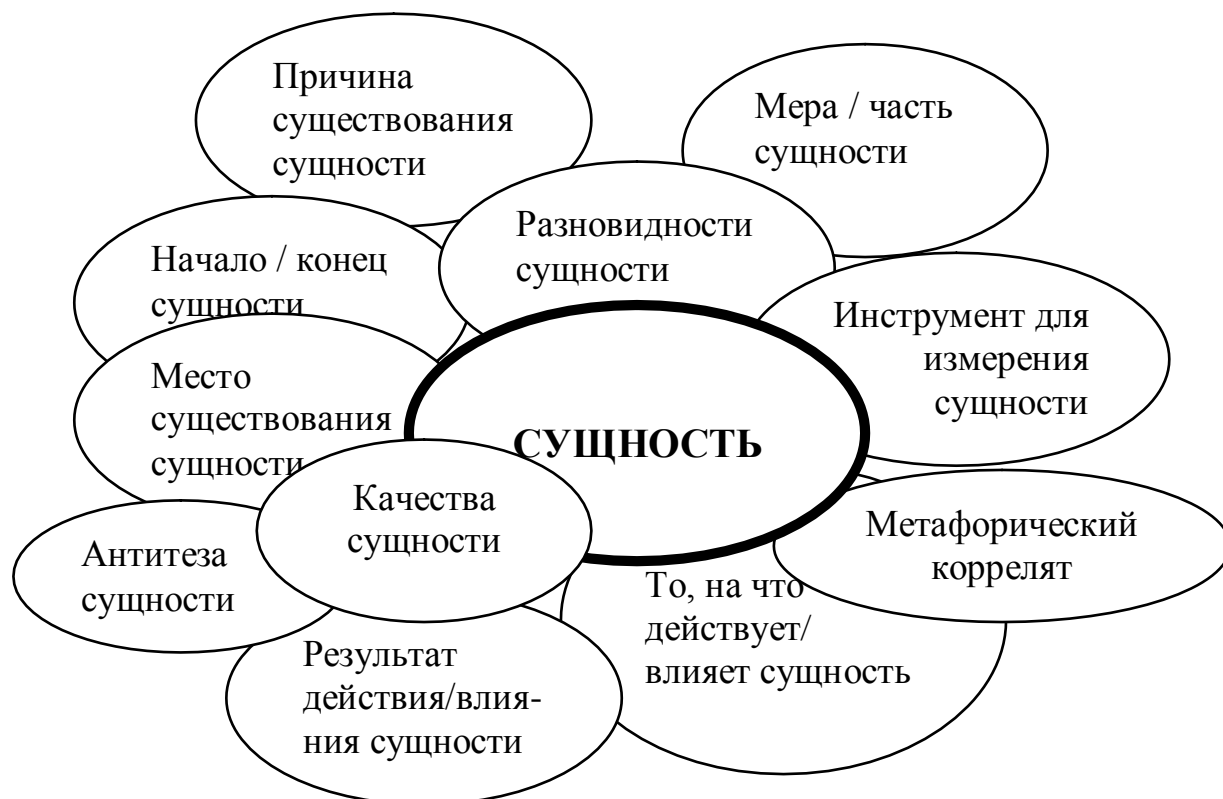 Причина
существования
сущности
Мера / часть
сущности
Разновидности
сущности
Начало / конец
сущности
Инструмент для
измерения
сущности
Место
существования
сущности
СУЩНОСТЬ
Качества
сущности
Метафорический
коррелят
Антитеза
сущности
То, на что
действует/
влияет сущность
Результат
действия/влия-
ния сущности